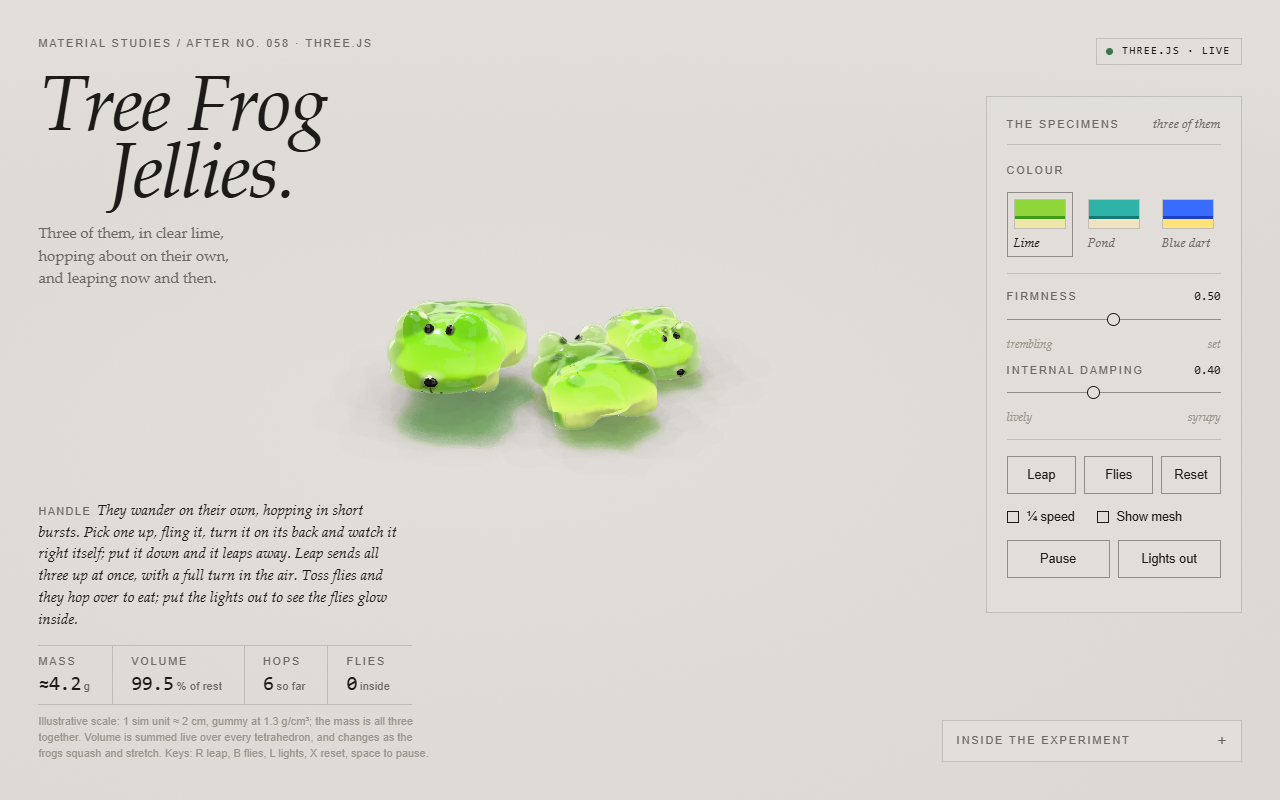 MATERIAL STUDIES / AFTER NO. 058 · THREE.JS
Tree Frog
Jellies.
Three of them, in clear lime,
hopping about on their own,
and leaping now and then.
THREE.JS · LIVE
THE SPECIMENS three of them
COLOUR
Lime Pond Blue dart
FIRMNESS 0.50
trembling set
INTERNAL DAMPING 0.40
lively syrupy
Leap Flies Reset
¼ speed Show mesh
Pause Lights out
HANDLE They wander on their own, hopping in short
bursts. Pick one up, fling it, turn it on its back and watch it
right itself; put it down and it leaps away. Leap sends all
three up at once, with a full turn in the air. Toss flies and
they hop over to eat; put the lights out to see the flies glow
inside.
MASS VOLUME HOPS FLIES
≈4.2 g 99.5 % of rest 6 so far 0 inside
Illustrative scale: 1 sim unit ≈ 2 cm, gummy at 1.3 g/cm³; the mass is all three
together. Volume is summed live over every tetrahedron, and changes as the
frogs squash and stretch. Keys: R leap, B flies, L lights, X reset, space to pause.
INSIDE THE EXPERIMENT +